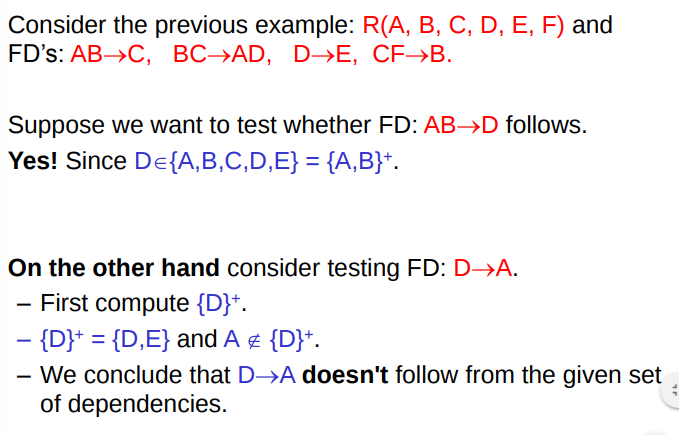 Consider the previous example: R(A, B, C, D, E, F) and
FD's: AB→C, BC→AD, D→E, CF→B.
Suppose we want to test whether FD: AB→D follows.
Yes! Since D∈{A,B,C,D,E} = {A,B}⁺.
On the other hand consider testing FD: D→A.
– First compute {D}⁺.
– {D}⁺ = {D,E} and A ∉ {D}⁺.
– We conclude that D→A doesn't follow from the given set
of dependencies.